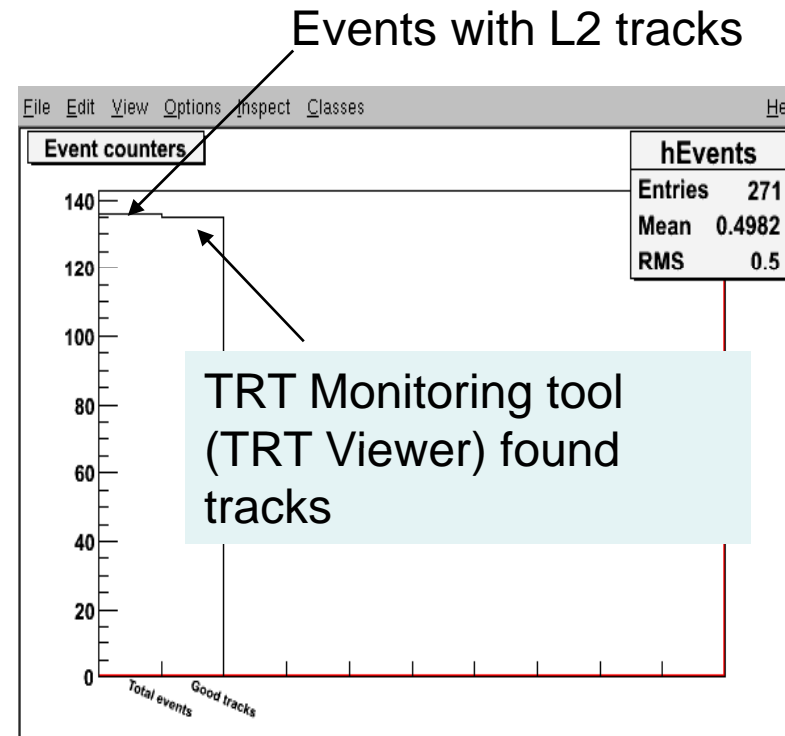 Events with L2 tracks
File Edit View Options Inspect Classes He
Event counters
hEvents
Entries 271
Mean 0.4982
RMS 0.5
140
120
100
80
60
40
20
0
TRT Monitoring tool
(TRT Viewer) found
tracks
Total events
Good tracks